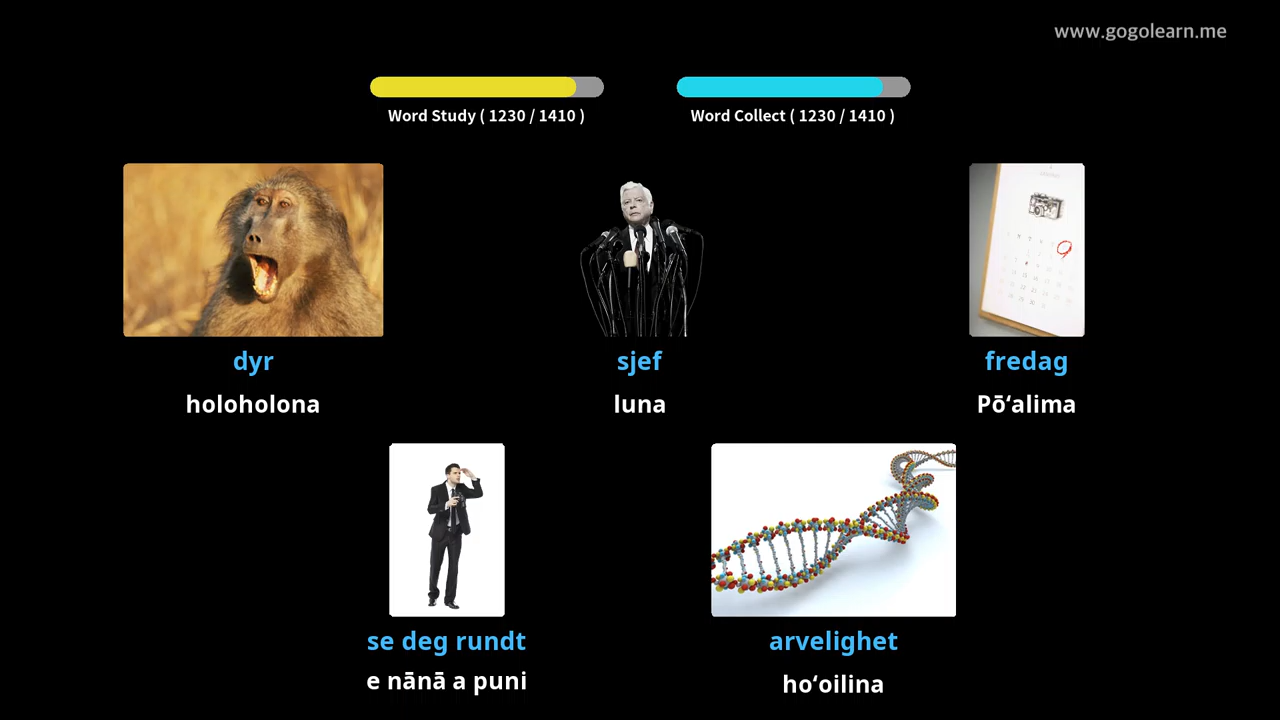 www.gogolearn.me
Word Study ( 1230 / 1410 )
Word Collect ( 1230 / 1410 )
dyr
sjef
fredag
holoholona
luna
Pōʻalima
se deg rundt
arvelighet
e nānā a puni
hoʻoilina